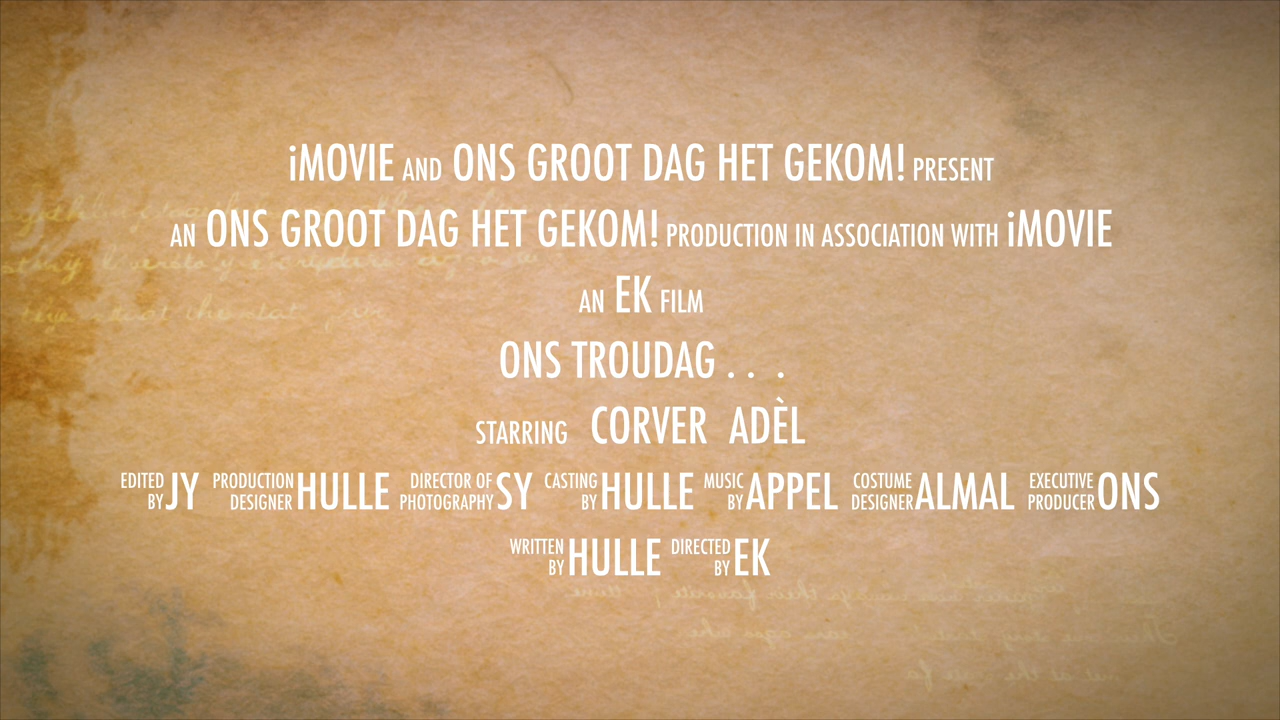 iMOVIE AND ONS GROOT DAG HET GEKOM! PRESENT
AN ONS GROOT DAG HET GEKOM! PRODUCTION IN ASSOCIATION WITH iMOVIE
AN EK FILM
ONS TROUDAG . . .
STARRING CORVER ADÈL
EDITED BY JY PRODUCTION DESIGNER HULLE DIRECTOR OF PHOTOGRAPHY SY CASTING BY HULLE MUSIC BY APPEL COSTUME DESIGNER ALMAL EXECUTIVE PRODUCER ONS
WRITTEN BY HULLE DIRECTED BY EK